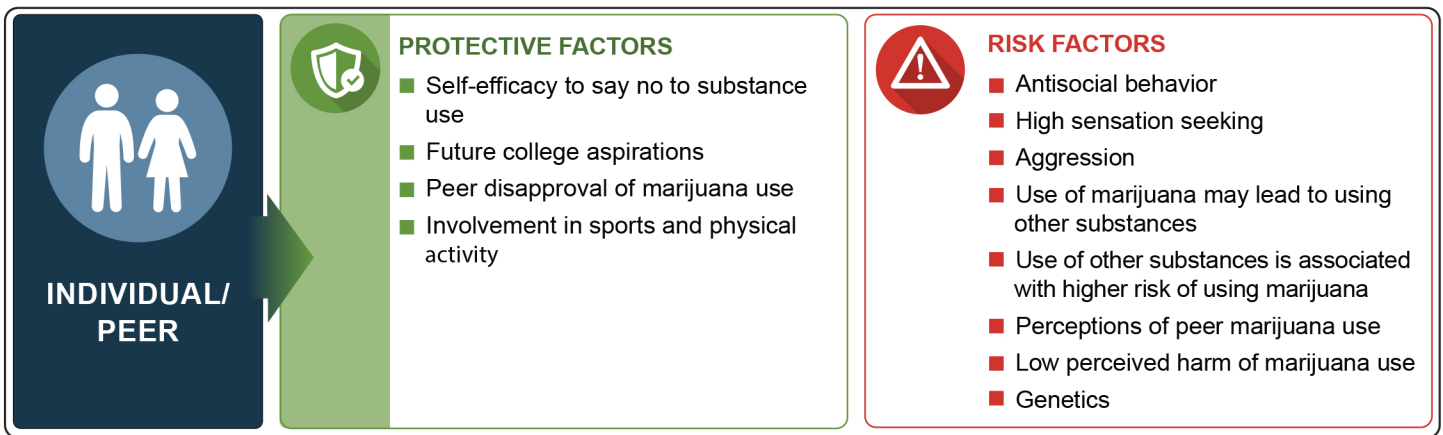 INDIVIDUAL/
PEER
PROTECTIVE FACTORS
Self-efficacy to say no to substance
use
Future college aspirations
Peer disapproval of marijuana use
Involvement in sports and physical
activity
RISK FACTORS
Antisocial behavior
High sensation seeking
Aggression
Use of marijuana may lead to using
other substances
Use of other substances is associated
with higher risk of using marijuana
Perceptions of peer marijuana use
Low perceived harm of marijuana use
Genetics